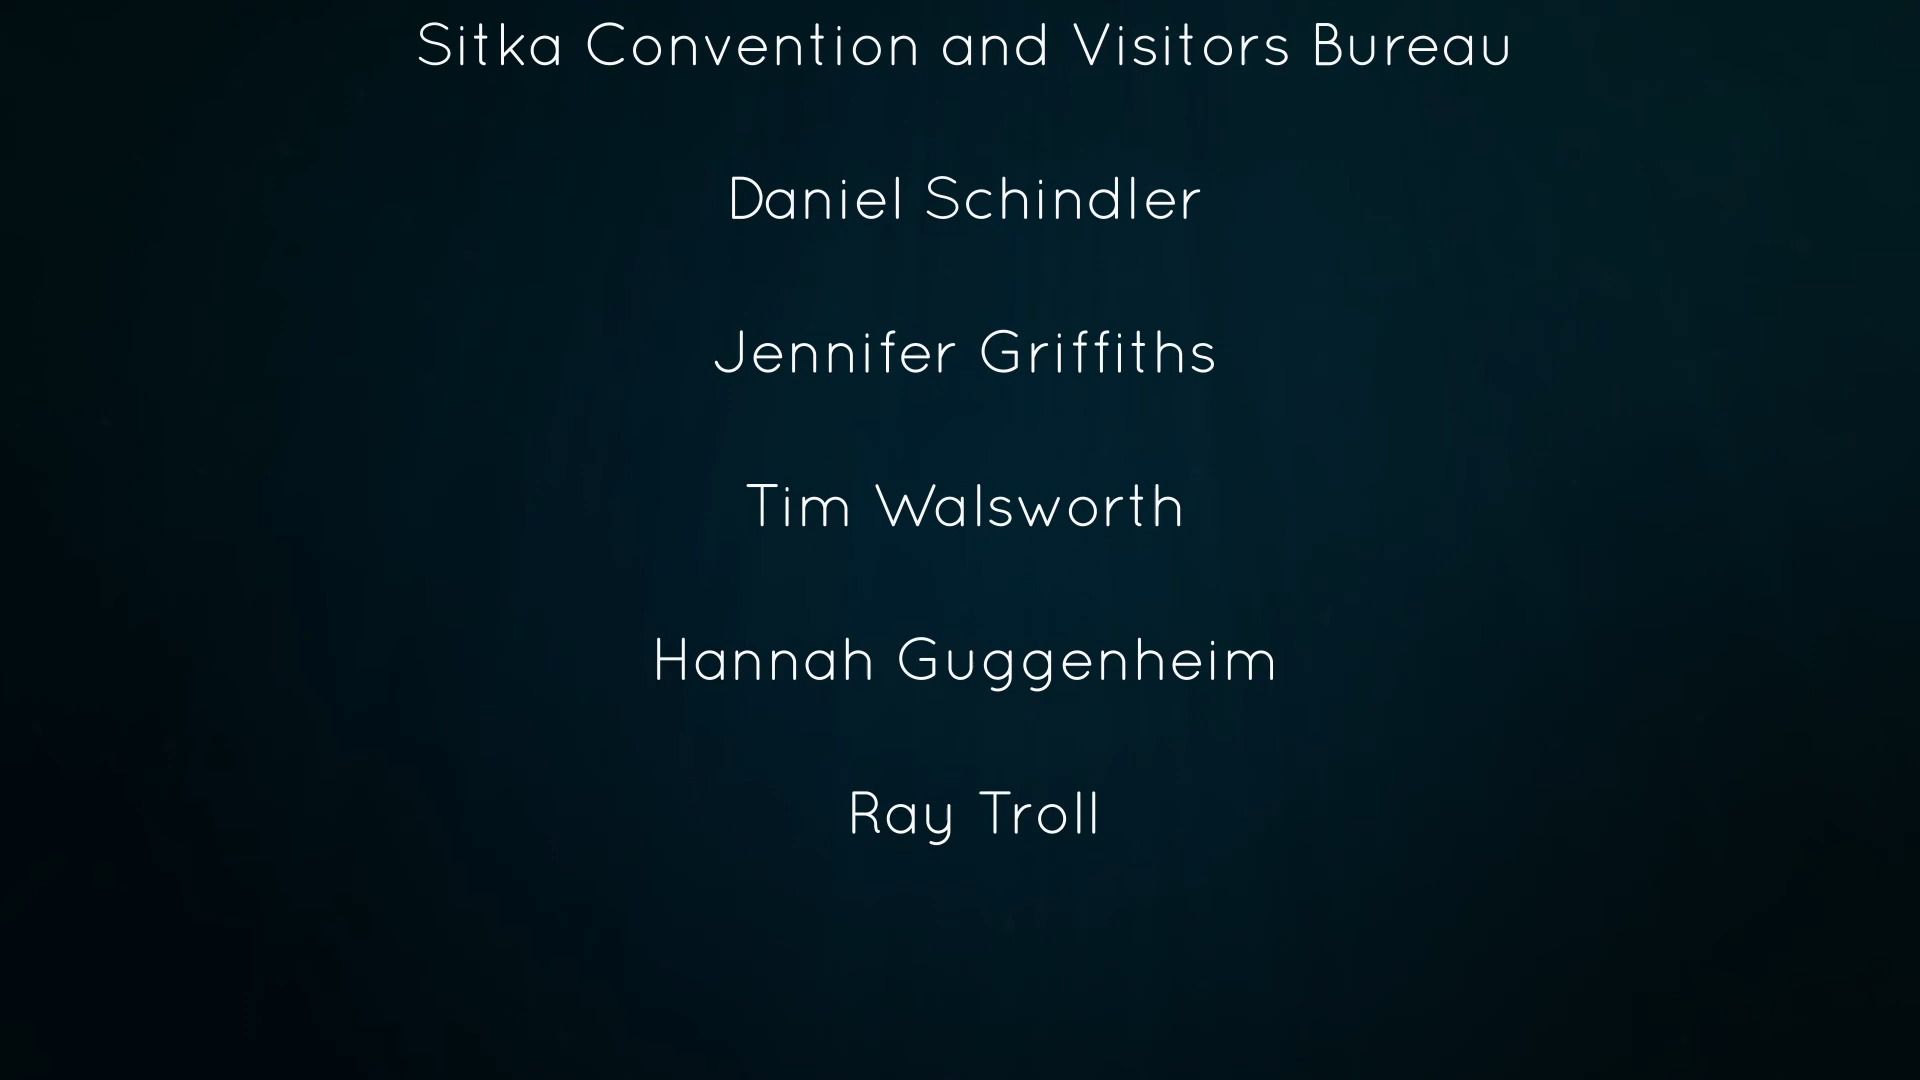 Sitka Convention and Visitors Bureau
Daniel Schindler
Jennifer Griffiths
Tim Walsworth
Hannah Guggenheim
Ray Troll